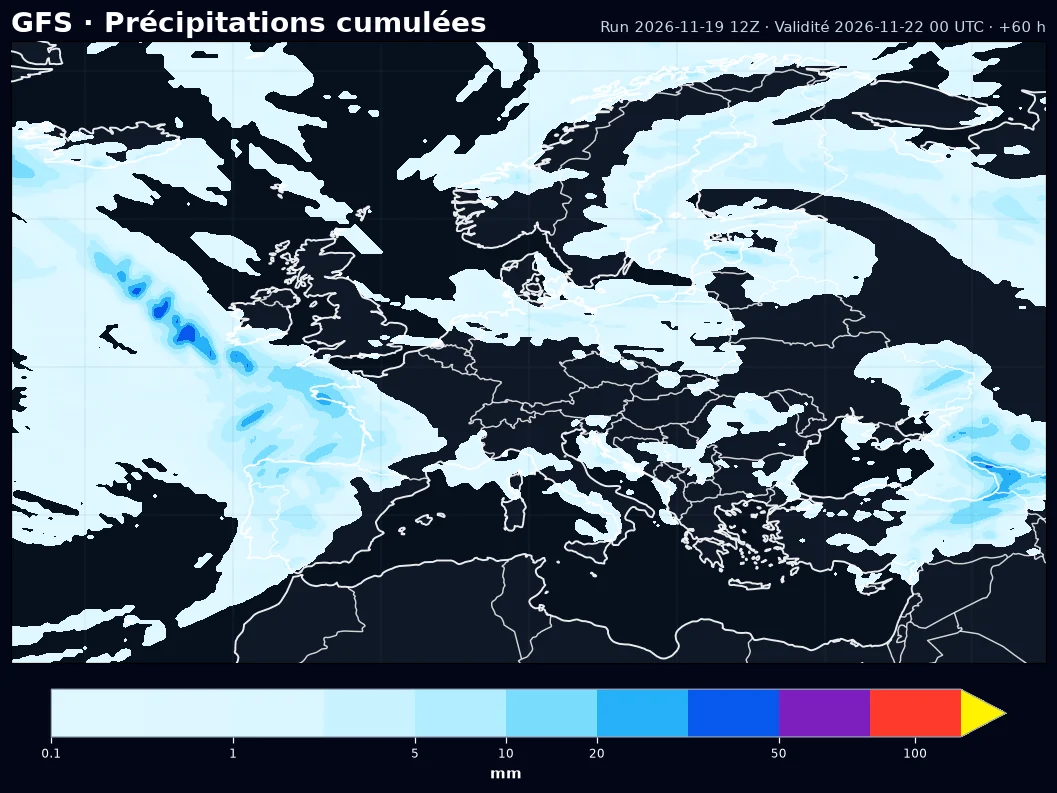 GFS · Précipitations cumulées
Run 2026-11-19 12Z · Validité 2026-11-22 00 UTC · +60 h
0.1 1 5 10 20 50 100
mm